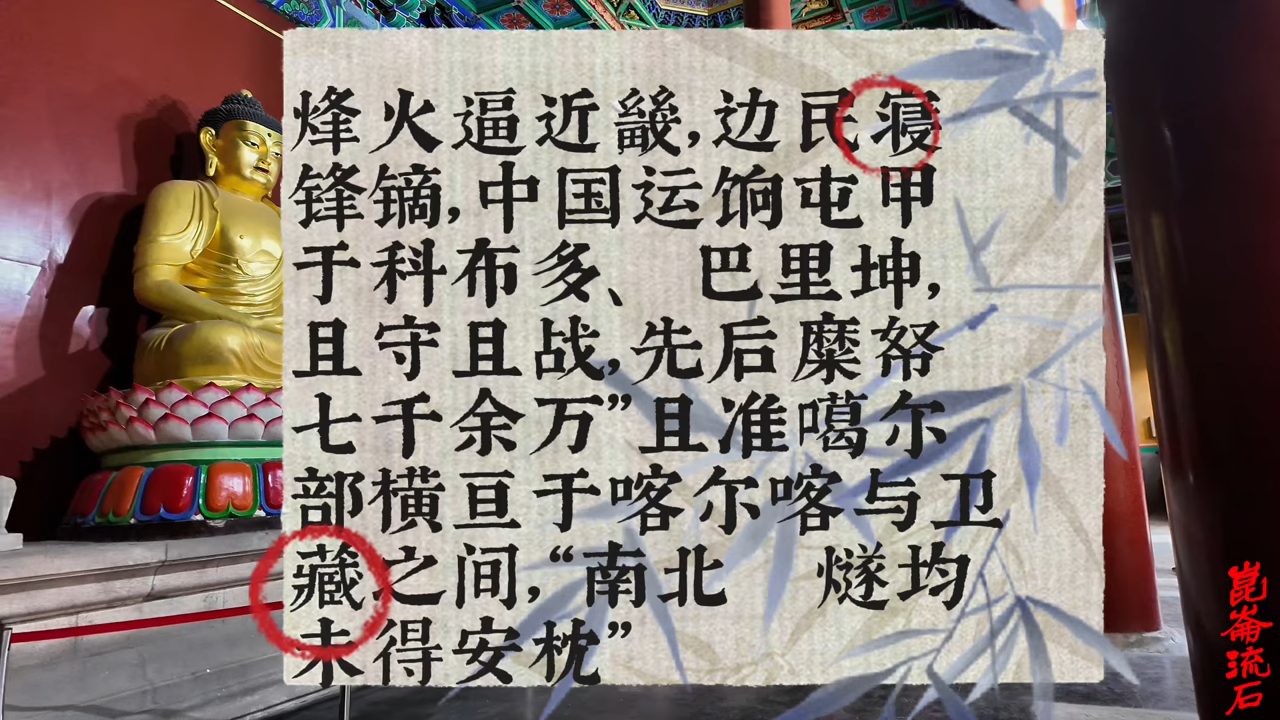 烽火逼近畿,边民寝
锋镝,中国运饷屯甲
于科布多、 巴里坤,
且守且战,先后糜帑
七千余万”且准噶尔
部横亘于喀尔喀与卫
藏之间,“南北 燧均
未得安枕”
崑崙流石